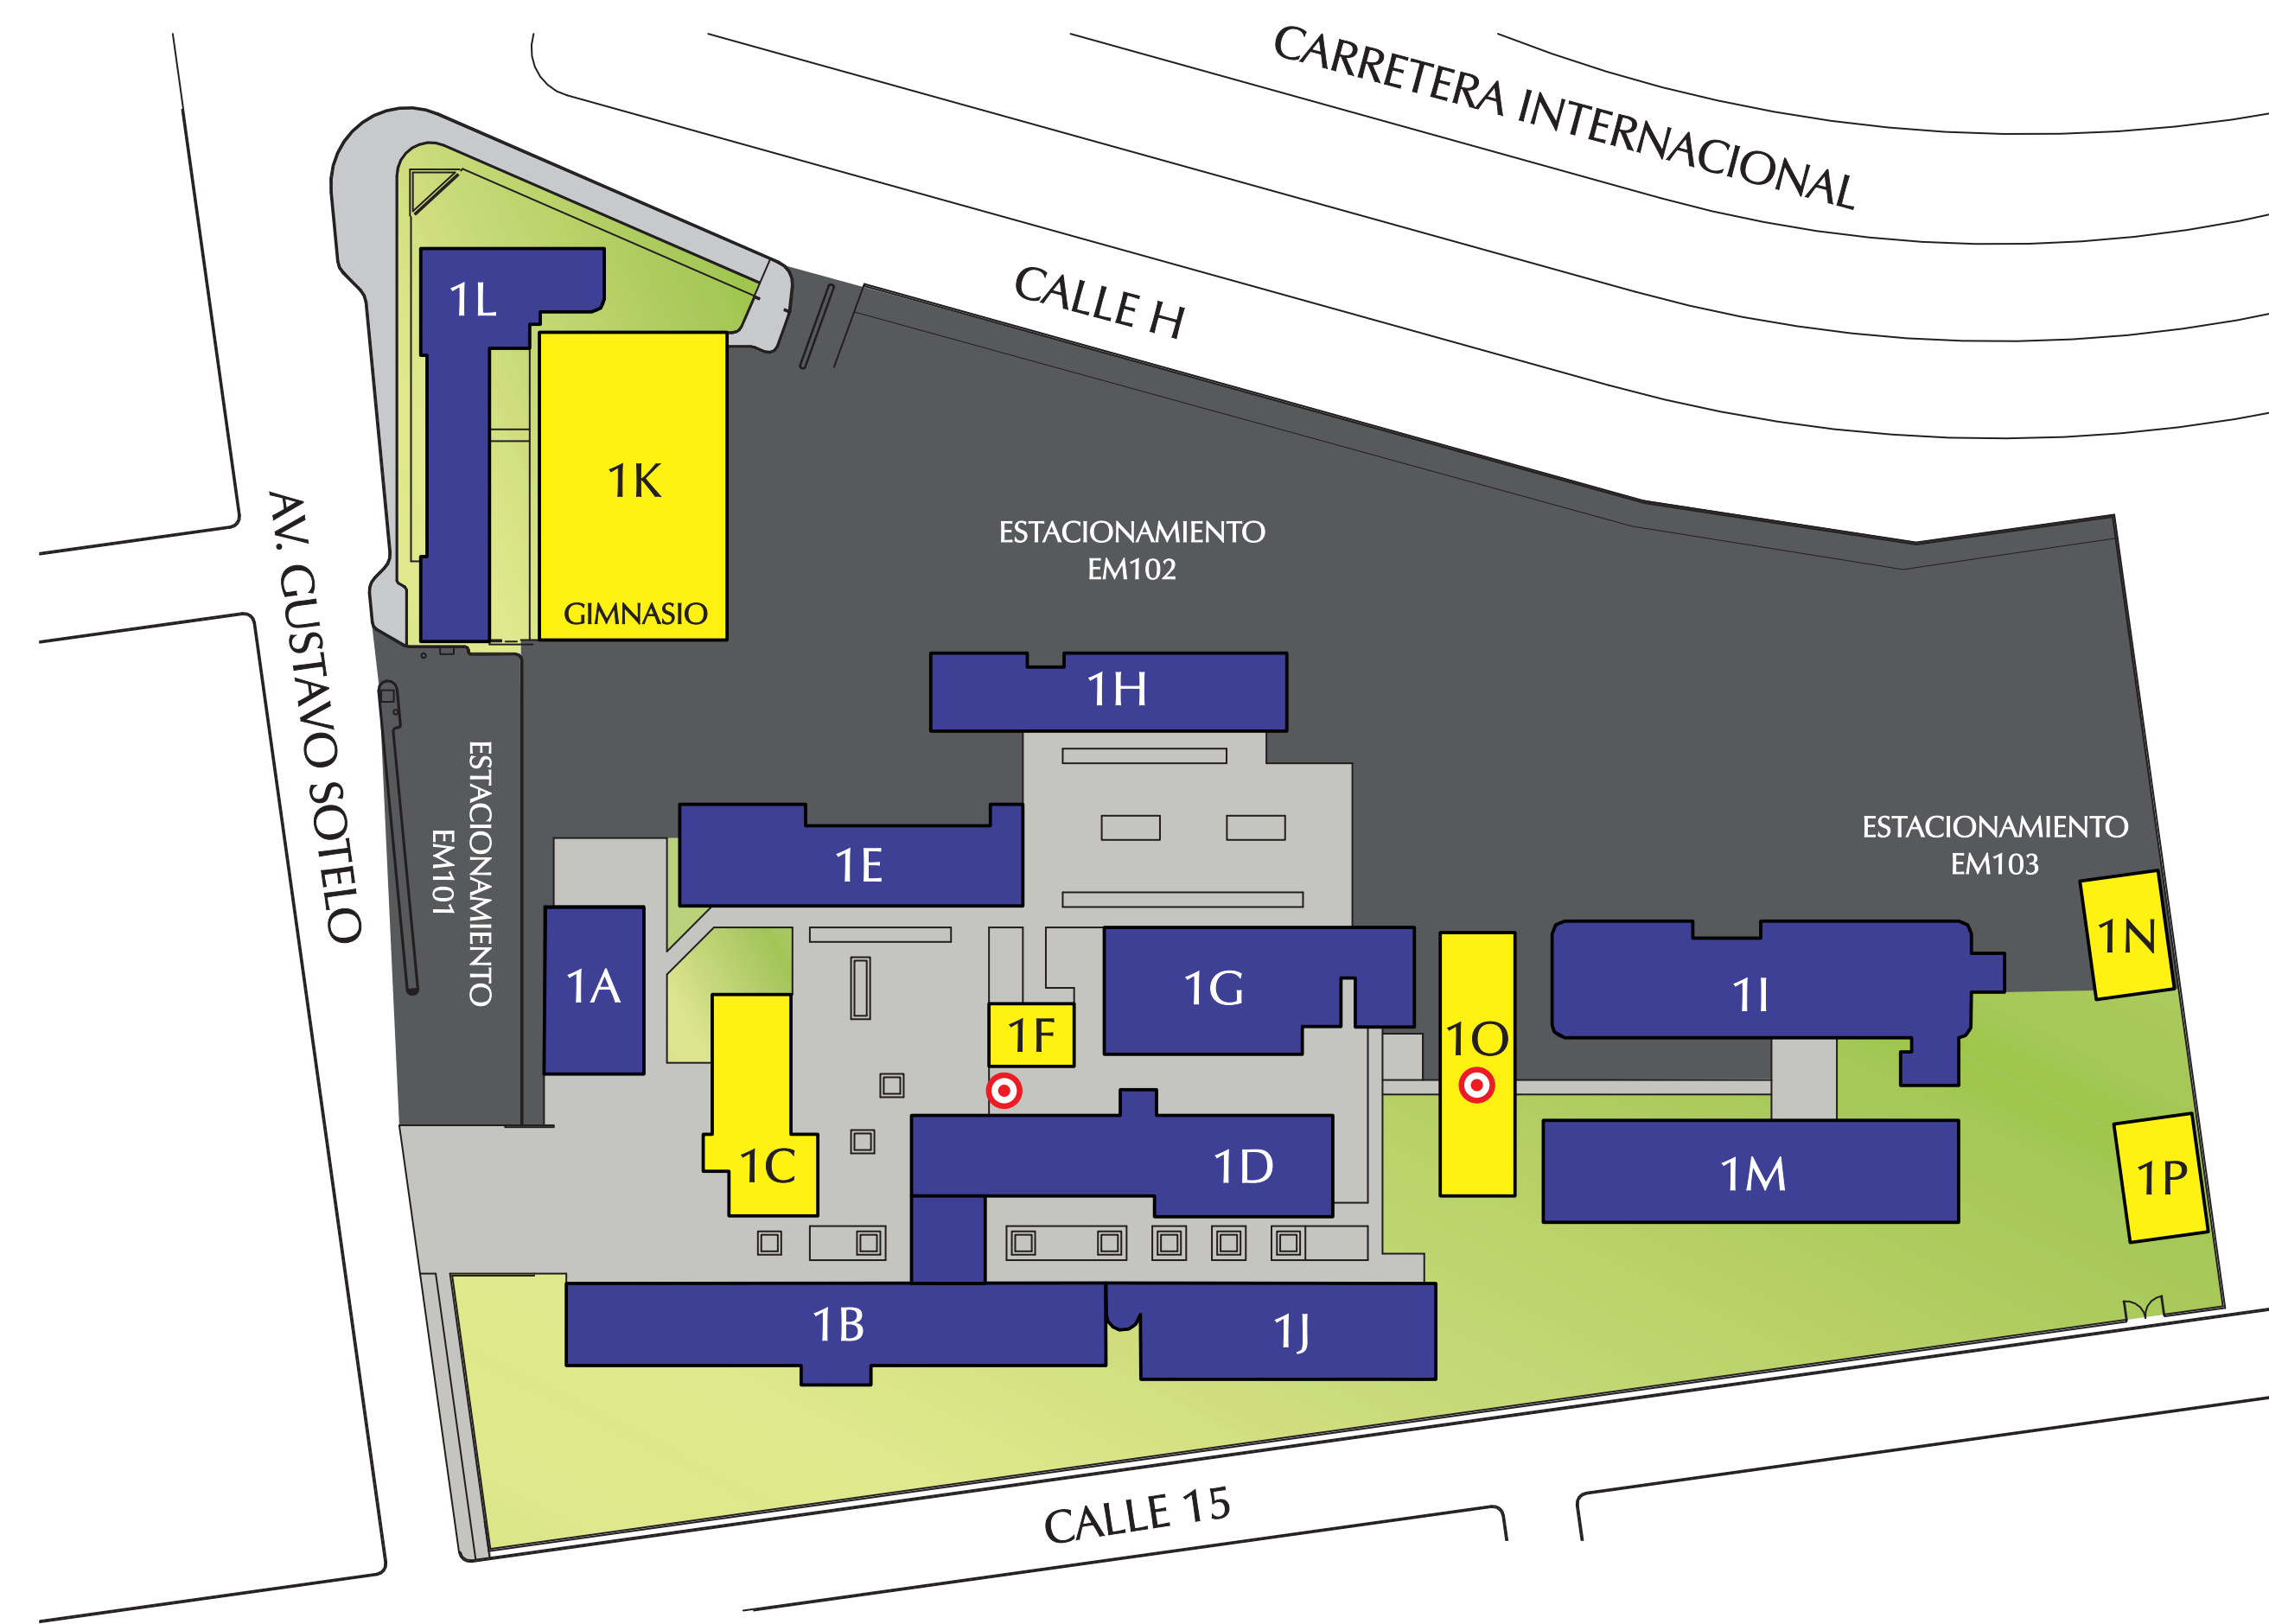 CARRETERA INTERNACIONAL
CALLE H
1L
1K
GIMNASIO
AV. GUSTAVO SOTELO
ESTACIONAMIENTO
EM102
1H
ESTACIONAMIENTO
EM101
1E
ESTACIONAMIENTO
EM103
1A
1G
1I
1N
1F
1O
1C
1D
1M
1P
1B
1J
CALLE 15